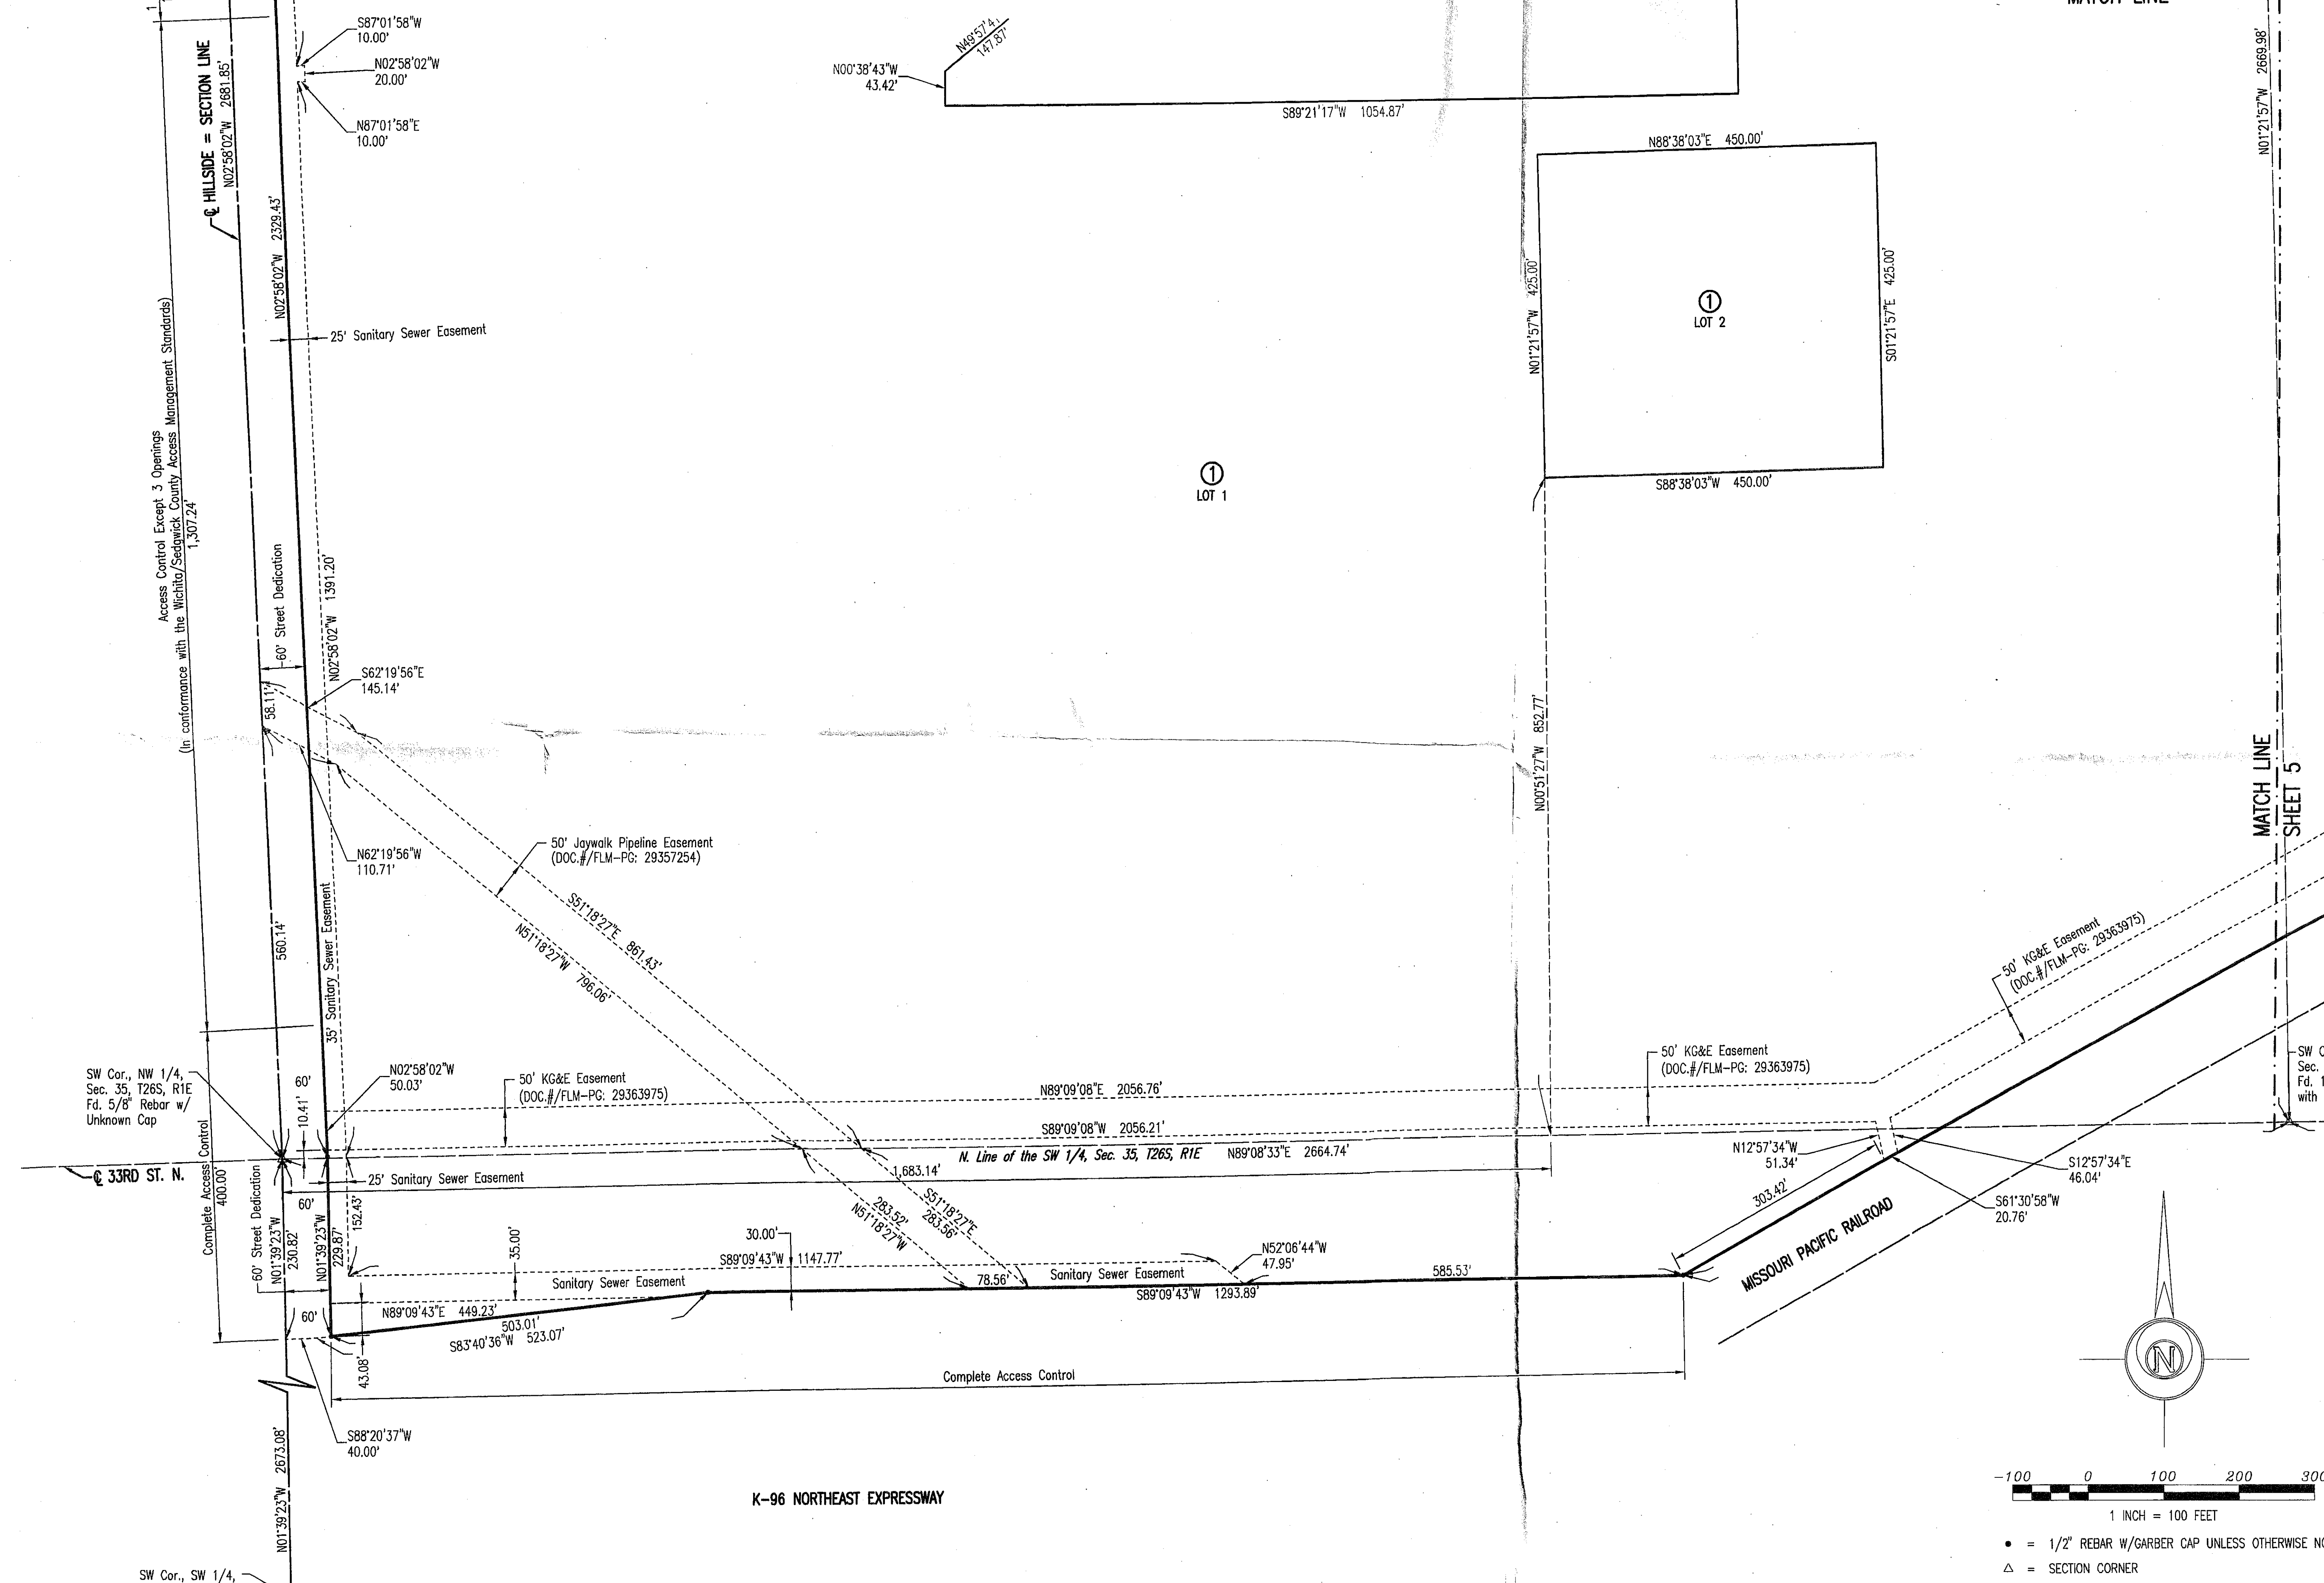 MATCH LINE
S87°01'58"W
10.00'
N02°58'02"W
20.00'
N87°01'58"E
10.00'
℄ HILLSIDE = SECTION LINE
N02°58'02"W 2681.85'
N02°58'02"W 2329.43'
N49°57'4
147.87'
N00°38'43"W
43.42'
S89°21'17"W 1054.87'
N01°21'57"W 2669.98'
N88°38'03"E 450.00'
N01°21'57"W 425.00'
1
LOT 2
S01°21'57"E 425.00'
S88°38'03"W 450.00'
25' Sanitary Sewer Easement
Access Control Except 3 Openings
(In conformance with the Wichita/Sedgwick County Access Management Standards)
1,307.24'
1
LOT 1
60' Street Dedication
N02°58'02"W 1391.20'
S62°19'56"E
145.14'
58.11'
N62°19'56"W
110.71'
50' Jaywalk Pipeline Easement
(DOC.#/FLM-PG: 29357254)
S51°18'27"E 861.43'
N51°18'27"W 796.06'
N00°51'27"W 852.77'
MATCH LINE
SHEET 5
560.14'
35' Sanitary Sewer Easement
50' KG&E Easement
(DOC.#/FLM-PG: 29363975)
SW Cor., NW 1/4,
Sec. 35, T26S, R1E
Fd. 5/8" Rebar w/
Unknown Cap
60'
10.41'
N02°58'02"W
50.03'
50' KG&E Easement
(DOC.#/FLM-PG: 29363975)
N89°09'08"E 2056.76'
50' KG&E Easement
(DOC.#/FLM-PG: 29363975)
SW C
Sec.
Fd. 1
with
S89°09'08"W 2056.21'
N. Line of the SW 1/4, Sec. 35, T26S, R1E N89°08'33"E 2664.74'
N12°57'34"W
51.34'
S12°57'34"E
46.04'
℄ 33RD ST. N.
Complete Access Control
400.00'
25' Sanitary Sewer Easement
1,683.14'
60'
303.42'
S61°30'58"W
20.76'
MISSOURI PACIFIC RAILROAD
60' Street Dedication
N01°39'23"W
230.82'
N01°39'23"W
229.87'
152.43'
283.52'
N51°18'27"W
S51°18'27"E
283.56'
35.00'
30.00'
S89°09'43"W 1147.77'
N52°06'44"W
47.95'
Sanitary Sewer Easement
78.56'
Sanitary Sewer Easement
585.53'
S89°09'43"W 1293.89'
N89°09'43"E 449.23'
503.01'
S83°40'36"W 523.07'
60'
43.08'
Complete Access Control
N
S88°20'37"W
40.00'
N01°39'23"W 2673.08'
K-96 NORTHEAST EXPRESSWAY
-100 0 100 200 300
1 INCH = 100 FEET
● = 1/2" REBAR W/GARBER CAP UNLESS OTHERWISE NO
△ = SECTION CORNER
SW Cor., SW 1/4,